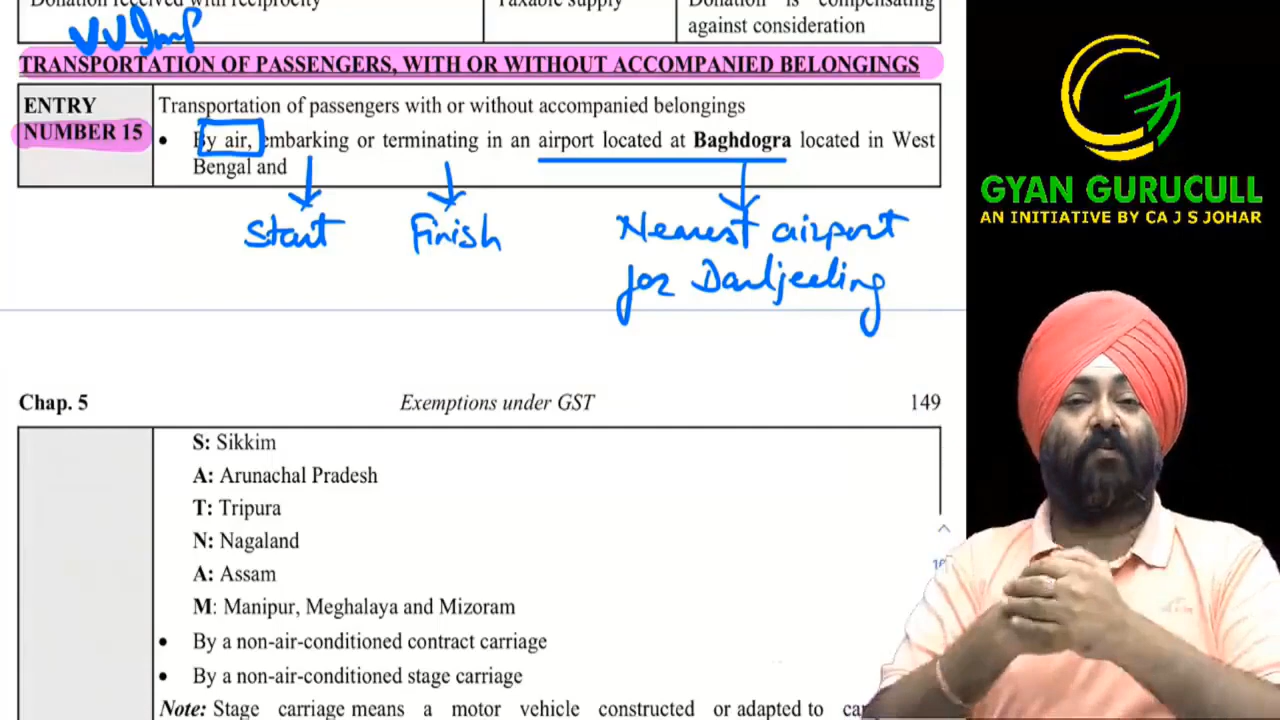 Donation received with reciprocity
Taxable supply
Donation is compensating
against consideration
VV Imp
TRANSPORTATION OF PASSENGERS, WITH OR WITHOUT ACCOMPANIED BELONGINGS
ENTRY
NUMBER 15
Transportation of passengers with or without accompanied belongings
• By air, embarking or terminating in an airport located at Baghdogra located in West
Bengal and
Start
Finish
Nearest airport
for Darjeeling
Chap. 5
Exemptions under GST
149
S: Sikkim
A: Arunachal Pradesh
T: Tripura
N: Nagaland
A: Assam
M: Manipur, Meghalaya and Mizoram
• By a non-air-conditioned contract carriage
• By a non-air-conditioned stage carriage
Note: Stage carriage means a motor vehicle constructed or adapted to
GYAN GURUCULL
AN INITIATIVE BY CA J S JOHAR